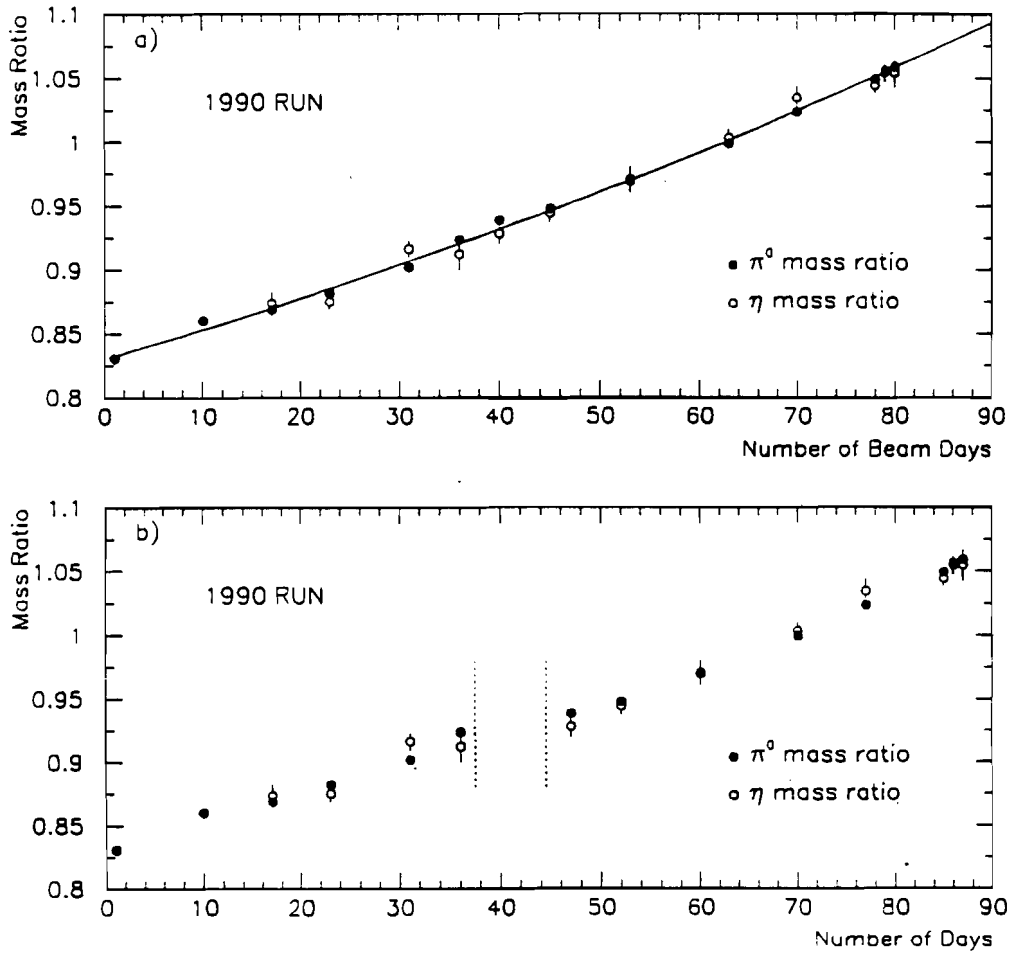 a)
1990 RUN
Mass Ratio
1.1
1.05
1
0.95
0.9
0.85
0.8
π⁰ mass ratio
η mass ratio
0 10 20 30 40 50 60 70 80 90
Number of Beam Days
b)
1990 RUN
Mass Ratio
1.1
1.05
1
0.95
0.9
0.85
0.8
π⁰ mass ratio
η mass ratio
0 10 20 30 40 50 60 70 80 90
Number of Days